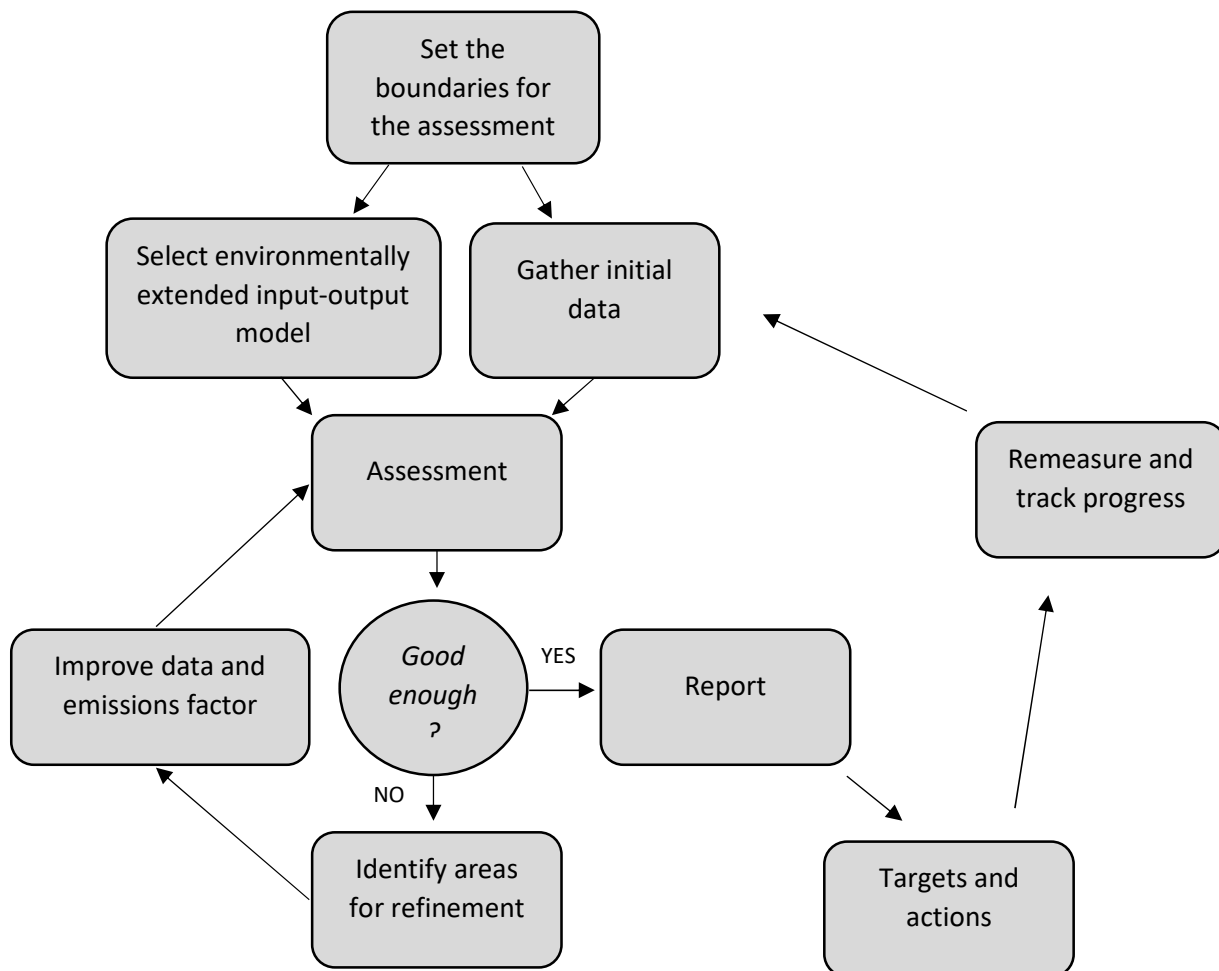 Set the
boundaries for
the assessment
Select environmentally
extended input-output
model
Gather initial
data
Assessment
Remeasure and
track progress
Improve data and
emissions factor
Good
enough
?
YES
Report
NO
Identify areas
for refinement
Targets and
actions